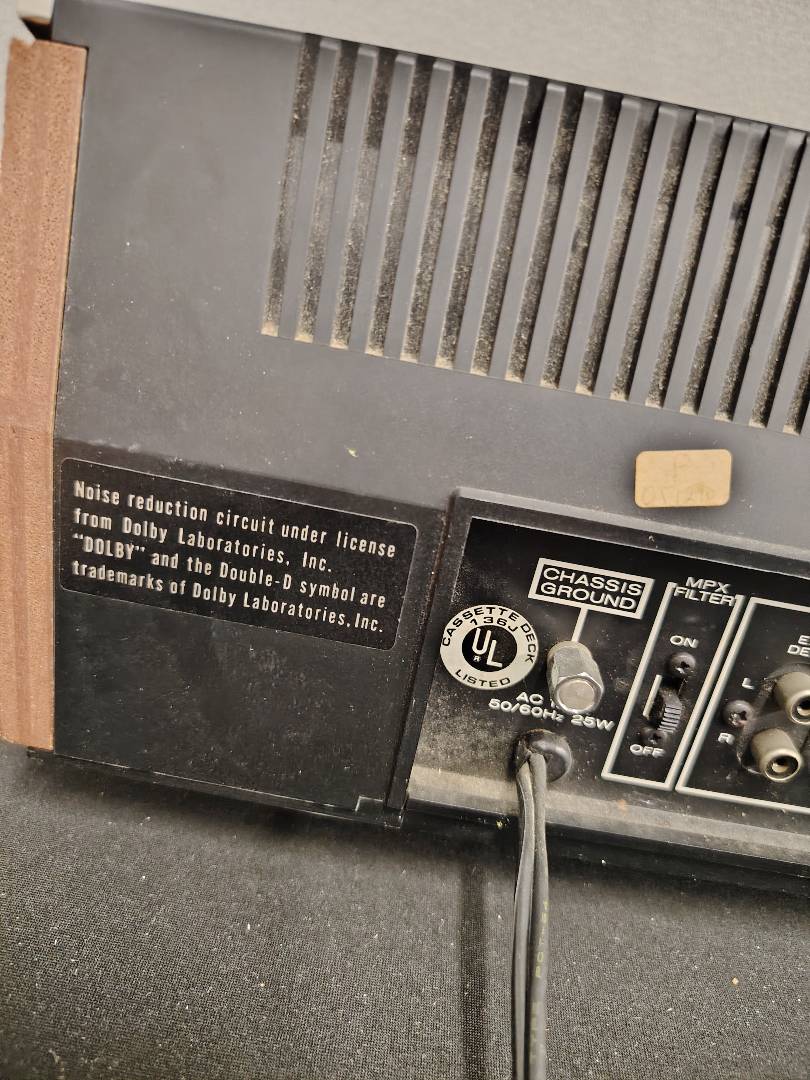 Noise reduction circuit under license
from Dolby Laboratories, Inc.
"DOLBY" and the Double-D symbol are
trademarks of Dolby Laboratories.Inc.
CHASSIS
GROUND
MPX
FILTER
CASSETTE DECK
136J
UL
®
LISTED
ON
OFF
AC
50/60Hz 25W
L
R